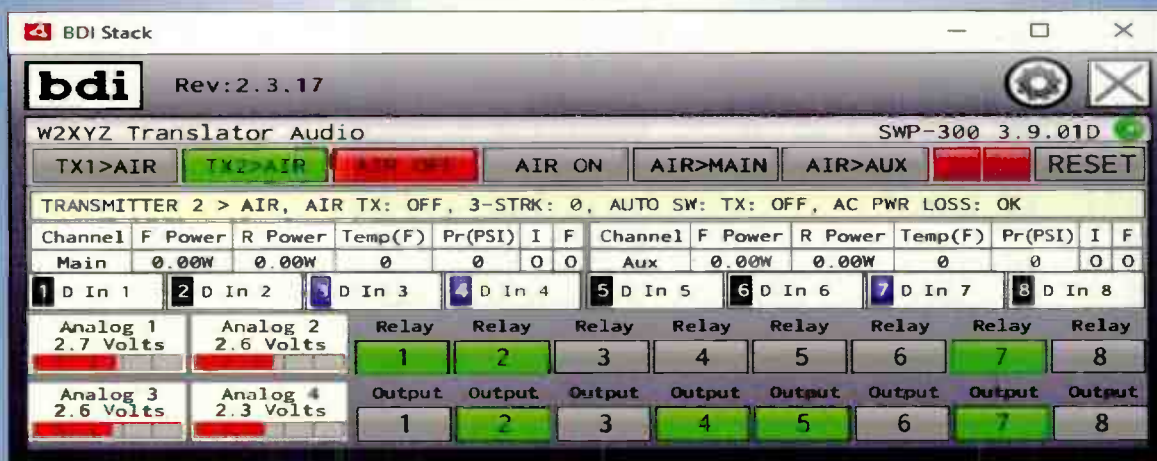 BDI Stack
bdi Rev:2.3.17
W2XYZ Translator Audio SWP-300 3.9.01D
TX1>AIR TX2>AIR AIR OFF AIR ON AIR>MAIN AIR>AUX RESET
TRANSMITTER 2 > AIR, AIR TX: OFF, 3-STRK: 0, AUTO SW: TX: OFF, AC PWR LOSS: OK
Channel F Power R Power Temp(F) Pr(PSI) I F Channel F Power R Power Temp(F) Pr(PSI) I F
Main 0.00W 0.00W 0 0 O O Aux 0.00W 0.00W 0 0 O O
1 D In 1 2 D In 2 3 D In 3 4 D In 4 5 D In 5 6 D In 6 7 D In 7 8 D In 8
Analog 1 Analog 2 Relay Relay Relay Relay Relay Relay Relay Relay
2.7 Volts 2.6 Volts
1 2 3 4 5 6 7 8
Analog 3 Analog 4 Output Output Output Output Output Output Output Output
2.6 Volts 2.3 Volts
1 2 3 4 5 6 7 8